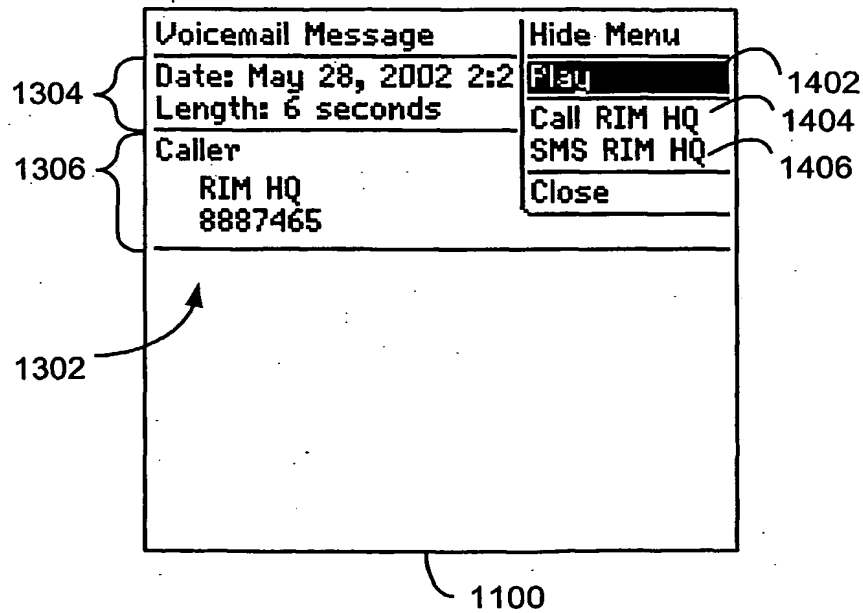 Voicemail Message
Hide Menu
Date: May 28, 2002 2:2
Play
Length: 6 seconds
Call RIM HQ
SMS RIM HQ
Caller
Close
RIM HQ
8887465
1304
1306
1302
1402
1404
1406
1100